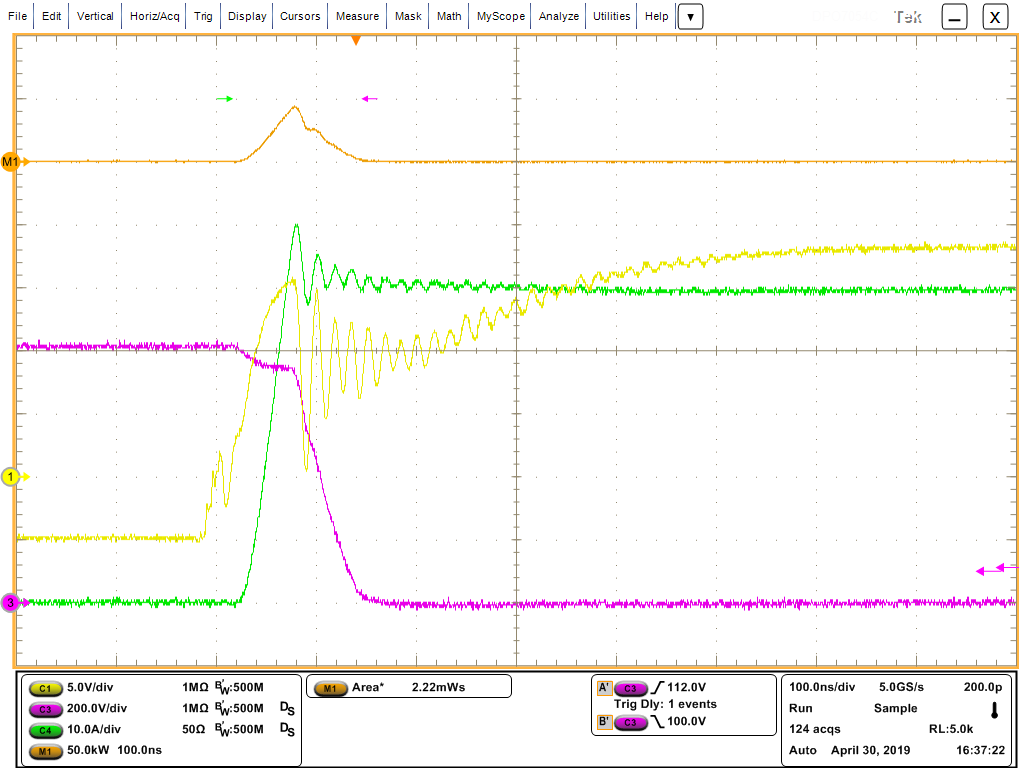 File Edit Vertical Horiz/Acq Trig Display Cursors Measure Mask Math MyScope Analyze Utilities Help Tek X
M1
1
3
C1 5.0V/div 1MΩ BW:500M
C3 200.0V/div 1MΩ BW:500M DS
C4 10.0A/div 50Ω BW:500M DS
M1 50.0kW 100.0ns
M1 Area* 2.22mWs
A' C3 112.0V
Trig Dly: 1 events
B' C3 100.0V
100.0ns/div 5.0GS/s 200.0p
Run Sample
124 acqs RL:5.0k
Auto April 30, 2019 16:37:22